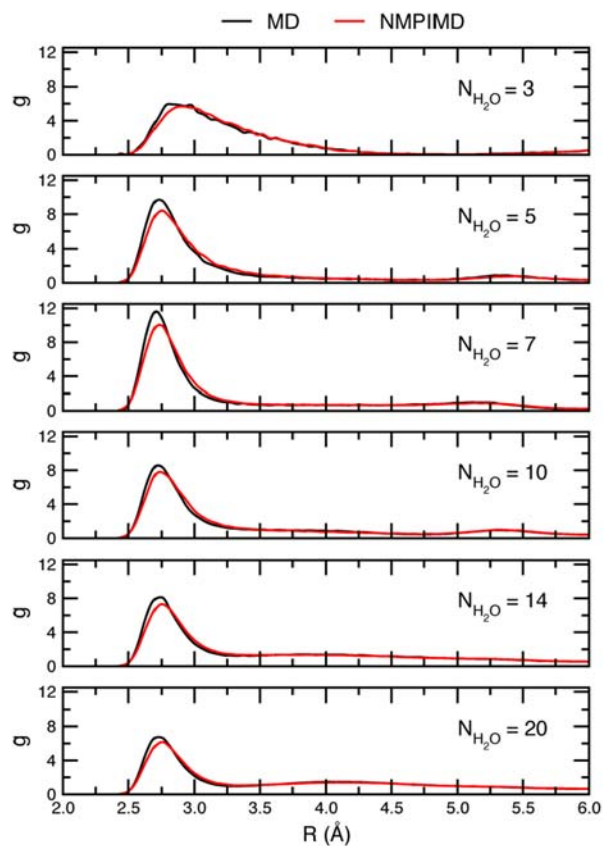 MD NMPIMD
12
8
4
0
g
N_H₂O = 3
12
8
4
0
g
N_H₂O = 5
12
8
4
0
g
N_H₂O = 7
12
8
4
0
g
N_H₂O = 10
12
8
4
0
g
N_H₂O = 14
12
8
4
0
g
N_H₂O = 20
2.0 2.5 3.0 3.5 4.0 4.5 5.0 5.5 6.0
R (Å)